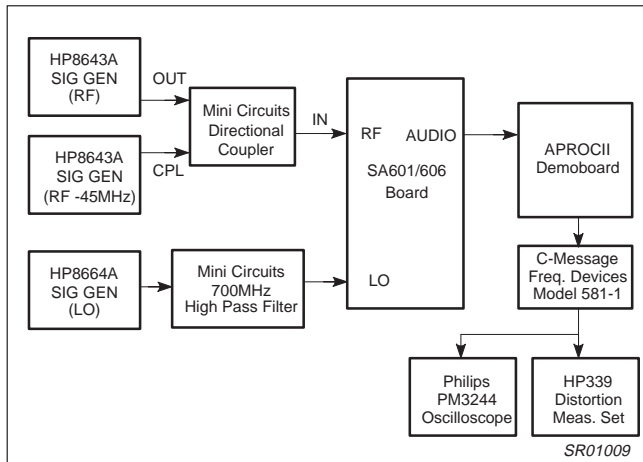 HP8643A
SIG GEN
(RF)
OUT
Mini Circuits
Directional
Coupler
IN
HP8643A
SIG GEN
(RF -45MHz)
CPL
RF
AUDIO
SA601/606
Board
LO
APROCII
Demoboard
HP8664A
SIG GEN
(LO)
Mini Circuits
700MHz
High Pass Filter
C-Message
Freq. Devices
Model 581-1
Philips
PM3244
Oscilloscope
HP339
Distortion
Meas. Set
SR01009